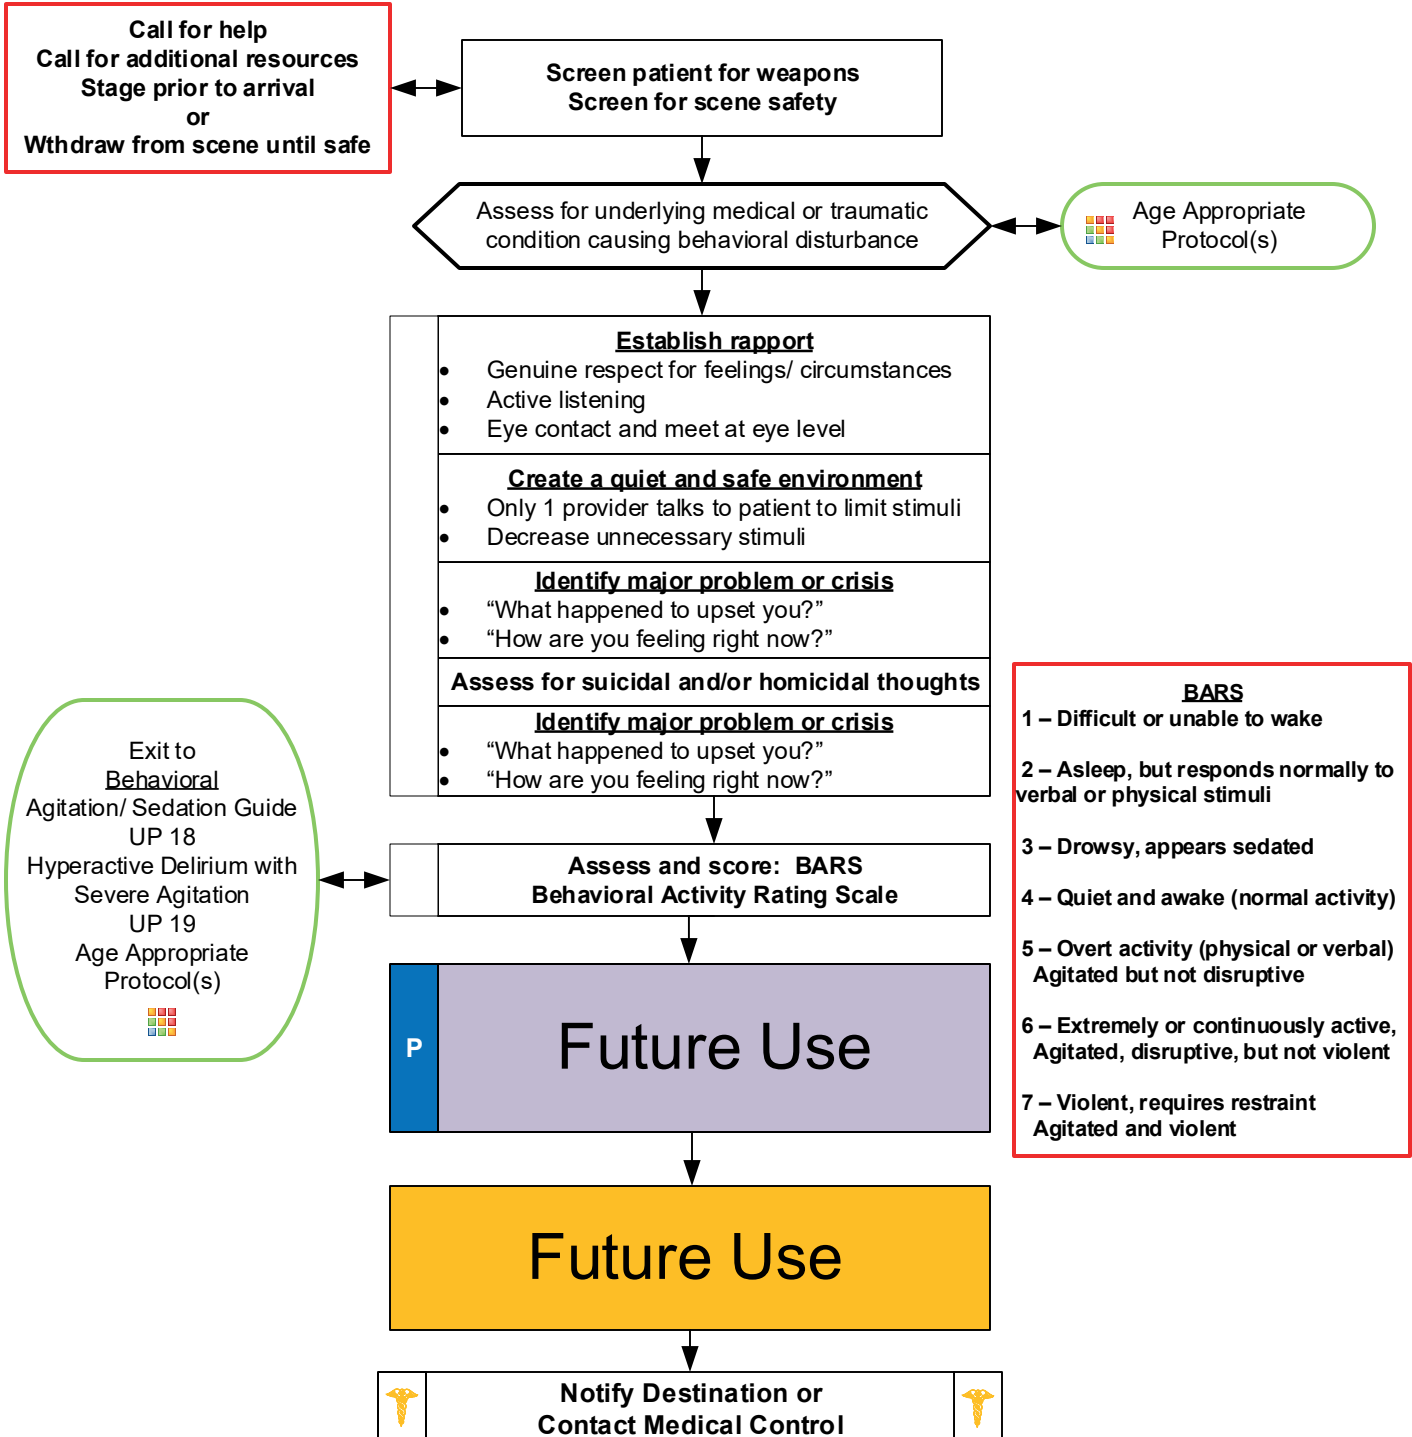 Call for help
Call for additional resources
Stage prior to arrival
or
Wthdraw from scene until safe
Screen patient for weapons
Screen for scene safety
Assess for underlying medical or traumatic
condition causing behavioral disturbance
Age Appropriate
Protocol(s)
Establish rapport
• Genuine respect for feelings/ circumstances
• Active listening
• Eye contact and meet at eye level
Create a quiet and safe environment
• Only 1 provider talks to patient to limit stimuli
• Decrease unnecessary stimuli
Identify major problem or crisis
• “What happened to upset you?”
• “How are you feeling right now?”
Assess for suicidal and/or homicidal thoughts
Identify major problem or crisis
• “What happened to upset you?”
• “How are you feeling right now?”
Exit to
Behavioral
Agitation/ Sedation Guide
UP 18
Hyperactive Delirium with
Severe Agitation
UP 19
Age Appropriate
Protocol(s)
Assess and score:  BARS
Behavioral Activity Rating Scale
BARS
1 – Difficult or unable to wake
2 – Asleep, but responds normally to
verbal or physical stimuli
3 – Drowsy, appears sedated
4 – Quiet and awake (normal activity)
5 – Overt activity (physical or verbal)
Agitated but not disruptive
6 – Extremely or continuously active,
Agitated, disruptive, but not violent
7 – Violent, requires restraint
Agitated and violent
P
Future Use
Future Use
Notify Destination or
Contact Medical Control